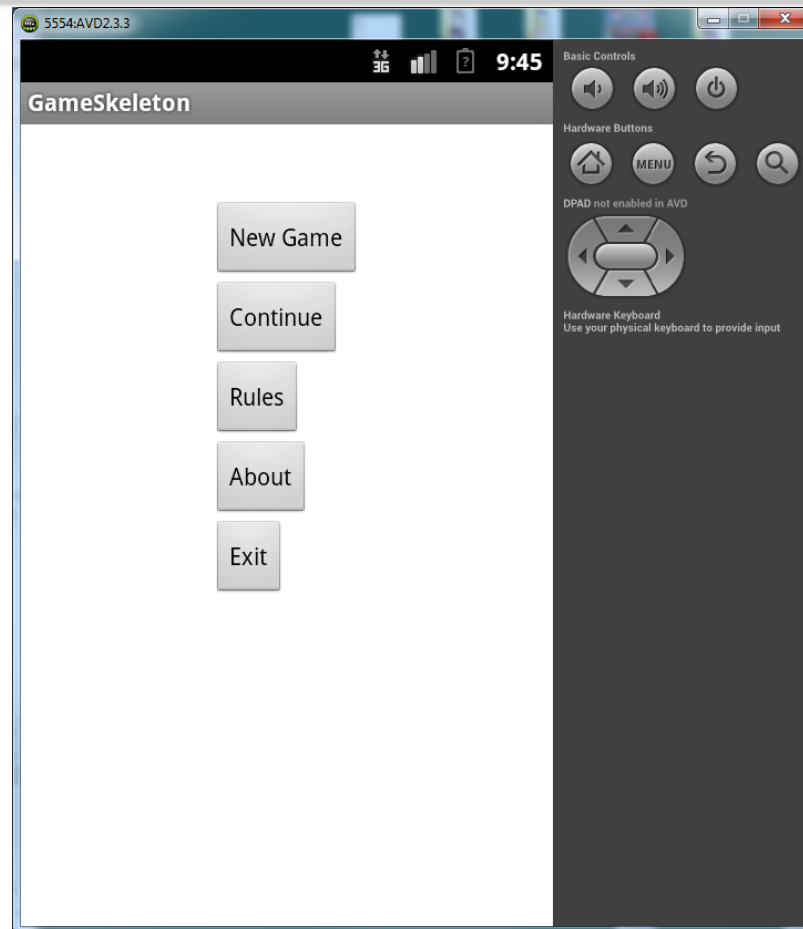 5554:AVD2.3.3
3G ? 9:45
GameSkeleton
New Game
Continue
Rules
About
Exit
Basic Controls
Hardware Buttons
MENU
DPAD not enabled in AVD
Hardware Keyboard
Use your physical keyboard to provide input